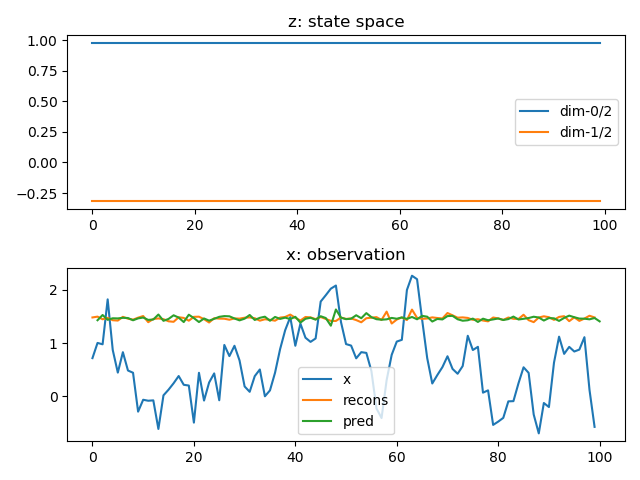 z: state space
1.00
0.75
0.50
0.25
0.00
−0.25
dim-0/2
dim-1/2
0 20 40 60 80 100
x: observation
2
1
0
x
recons
pred
0 20 40 60 80 100